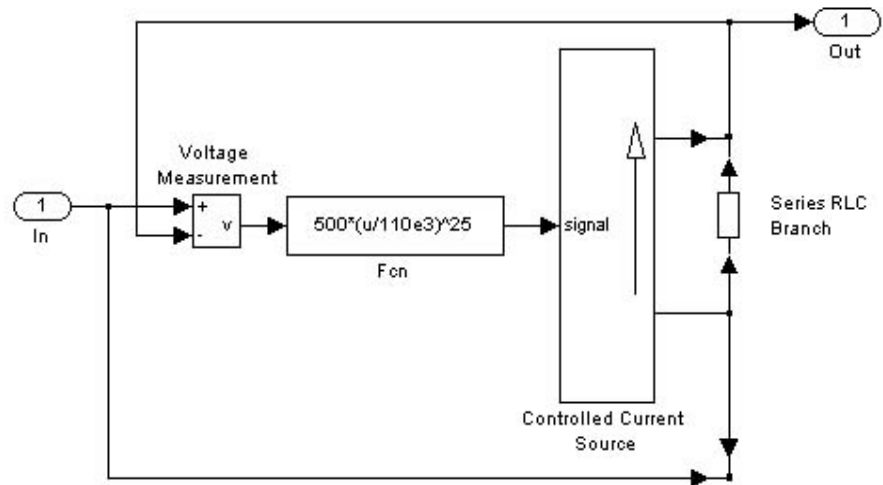 1
Out
Voltage
Measurement
1
In
+
-
v
500*(u/110e3)^25
Fcn
signal
Series RLC
Branch
Controlled Current
Source